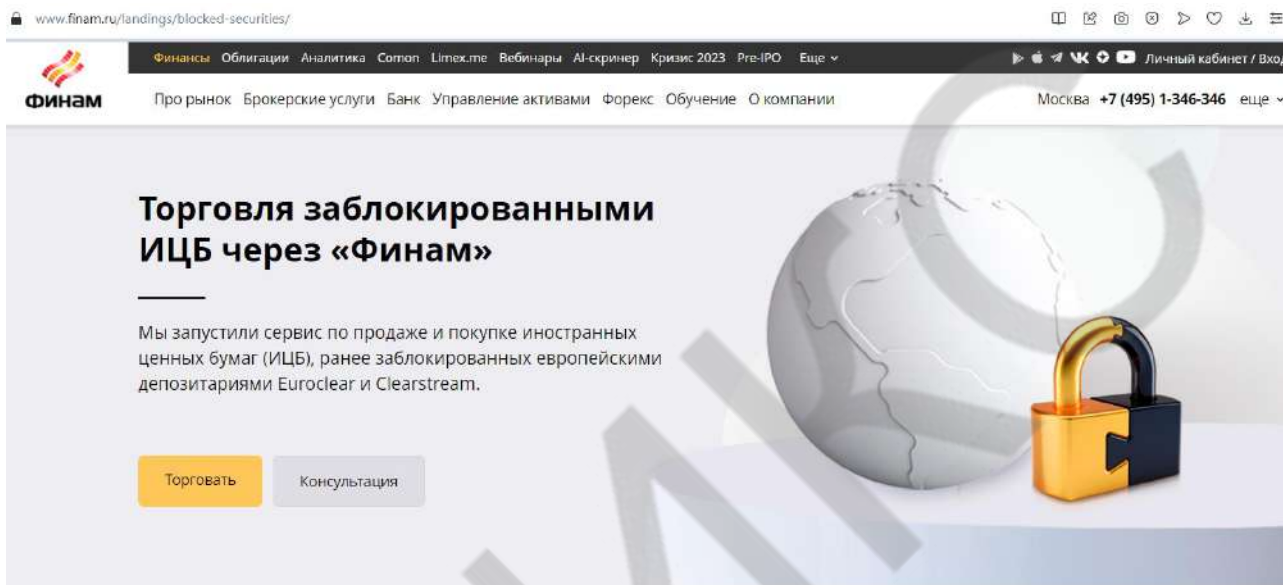 www.finam.ru/landings/blocked-securities/
Финансы Облигации Аналитика Comon Limex.me Вебинары AI-скринер Кризис 2023 Pre-IPO Еще
Личный кабинет / Вход
ФИНАМ
Про рынок Брокерские услуги Банк Управление активами Форекс Обучение О компании
Москва +7 (495) 1-346-346 еще
Торговля заблокированными
ИЦБ через «Финам»
Мы запустили сервис по продаже и покупке иностранных
ценных бумаг (ИЦБ), ранее заблокированных европейскими
депозитариями Euroclear и Clearstream.
Торговать
Консультация